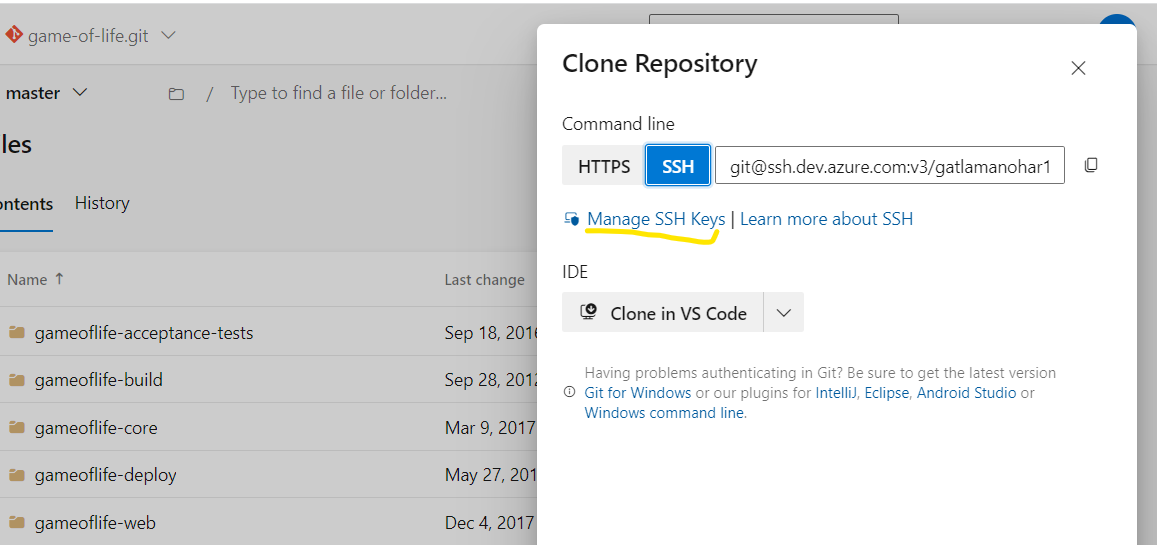 game-of-life.git
master / Type to find a file or folder...
les
ontents History
Name ↑ Last change
gameoflife-acceptance-tests Sep 18, 2016
gameoflife-build Sep 28, 2012
gameoflife-core Mar 9, 2017
gameoflife-deploy May 27, 201
gameoflife-web Dec 4, 2017
Clone Repository
Command line
HTTPS SSH git@ssh.dev.azure.com:v3/gatlamanohar1
Manage SSH Keys | Learn more about SSH
IDE
Clone in VS Code
Having problems authenticating in Git? Be sure to get the latest version
Git for Windows or our plugins for IntelliJ, Eclipse, Android Studio or
Windows command line.